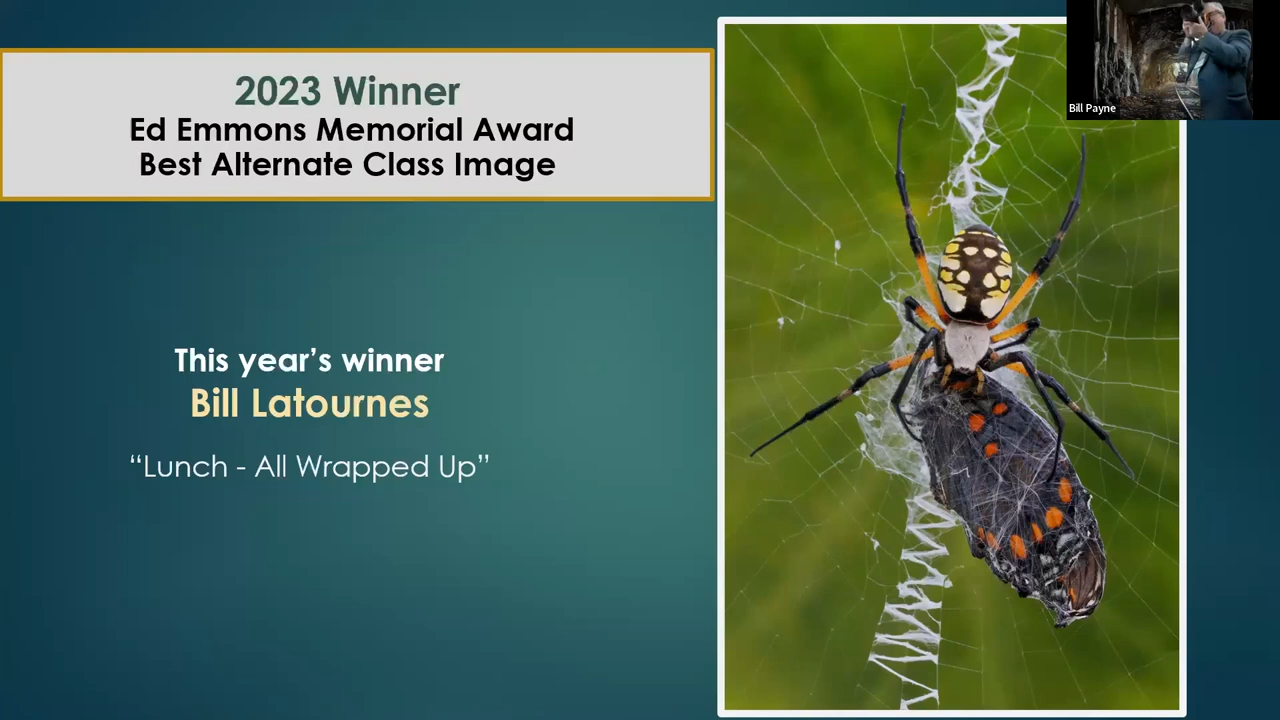 2023 Winner
Ed Emmons Memorial Award
Best Alternate Class Image
This year’s winner
Bill Latournes
“Lunch - All Wrapped Up”
Bill Payne